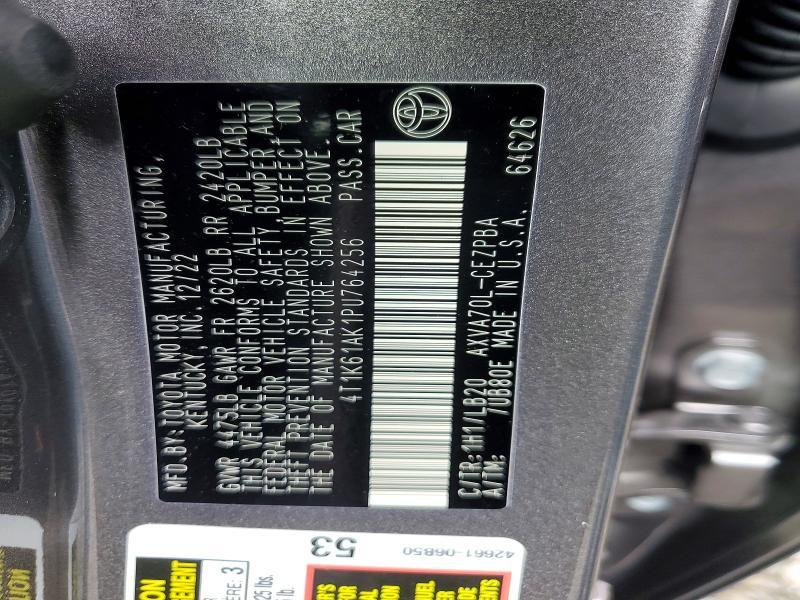 MFD. BY: TOYOTA MOTOR MANUFACTURING,
KENTUCKY, INC. 12/22
GVWR 4475LB GAWR FR 2620LB RR 2420LB
THIS VEHICLE CONFORMS TO ALL APPLICABLE
FEDERAL MOTOR VEHICLE SAFETY BUMPER, AND
THEFT PREVENTION STANDARDS IN EFFECT ON
THE DATE OF MANUFACTURE SHOWN ABOVE.
4T1K61AK1PU764256 PASS.CAR
C/TR: 1H1/LB20 AXVA70L-CEZPBA
A/TM: 7UB80E MADE IN U.S.A. 64626
53
42661-06B50